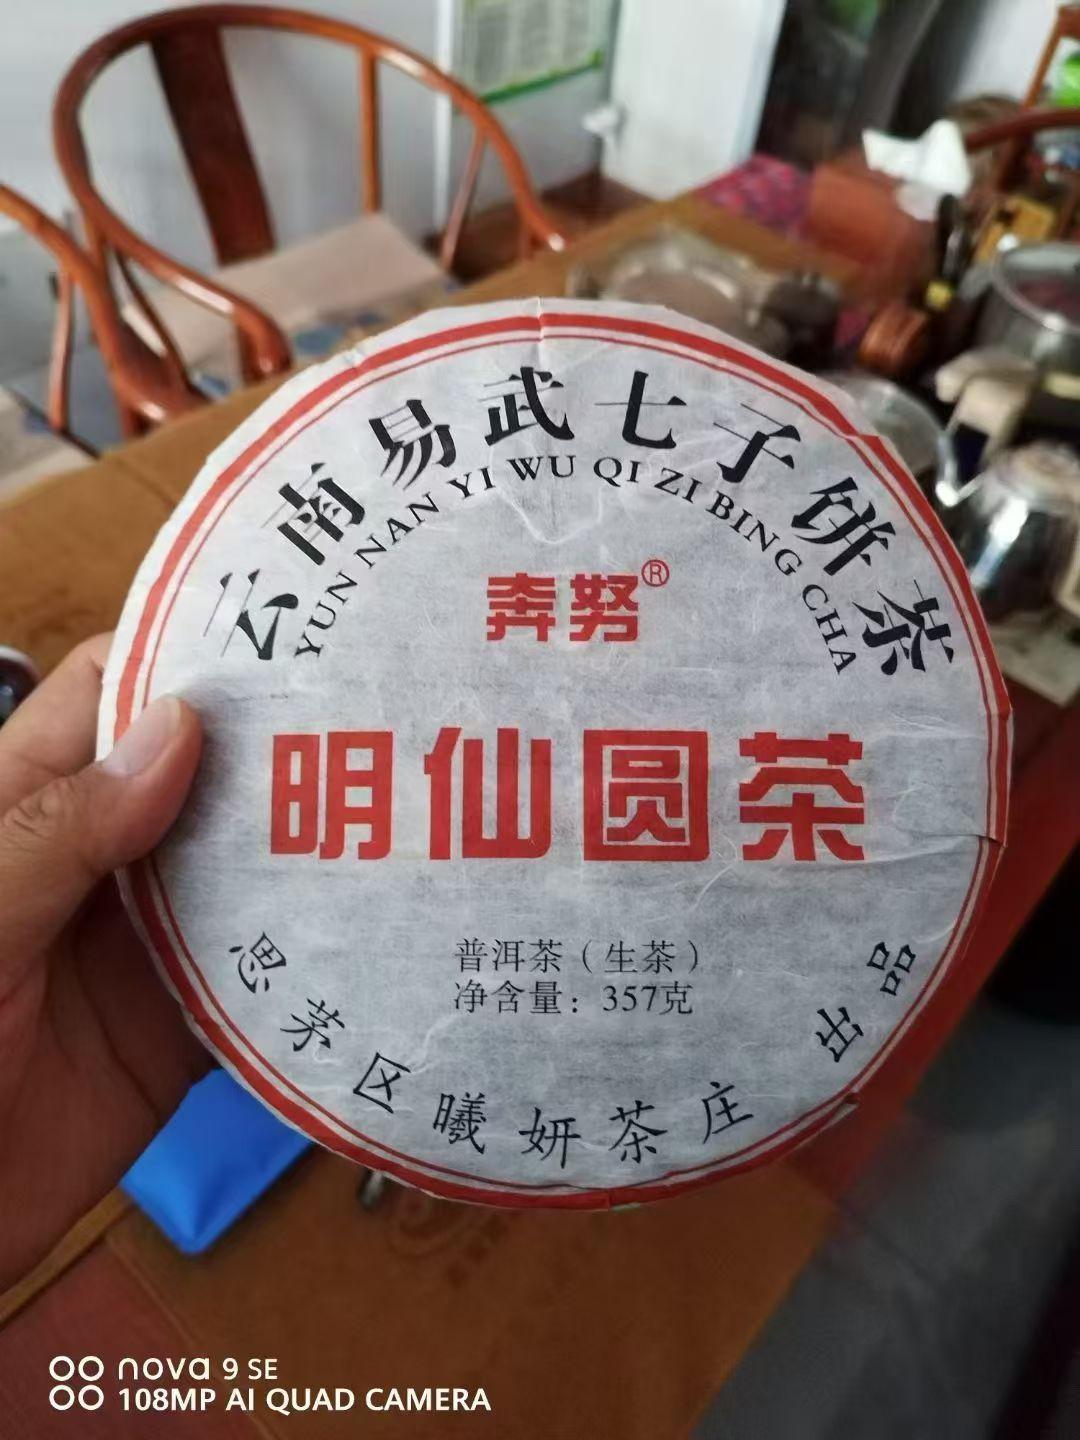 云南易武七子饼茶
YUN NAN YI WU QI ZI BING CHA
奔努®
明仙圆茶
普洱茶（生茶）
净含量：357克
思茅区曦妍茶庄出品
nova 9 SE
108MP AI QUAD CAMERA